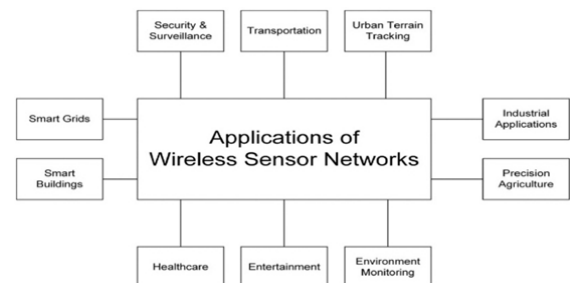 Security &
Surveillance
Transportation
Urban Terrain
Tracking
Smart Grids
Industrial
Applications
Applications of
Wireless Sensor Networks
Smart
Buildings
Precision
Agriculture
Healthcare
Entertainment
Environment
Monitoring